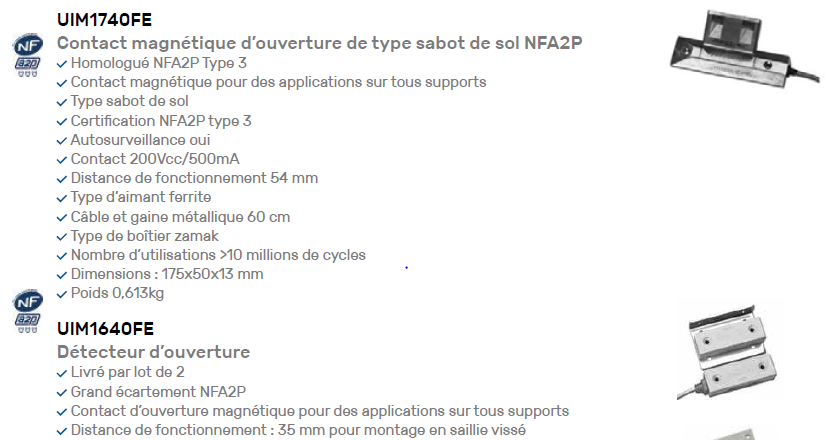 UIM1740FE
NF
a2p
Contact magnétique d’ouverture de type sabot de sol NFA2P
Homologué NFA2P Type 3
Contact magnétique pour des applications sur tous supports
Type sabot de sol
Certification NFA2P type 3
Autosurveillance oui
Contact 200Vcc/500mA
Distance de fonctionnement 54 mm
Type d’aimant ferrite
Câble et gaine métallique 60 cm
Type de boîtier zamak
Nombre d’utilisations >10 millions de cycles
Dimensions : 175x50x13 mm
Poids 0,613kg
NF
a2p
UIM1640FE
Détecteur d’ouverture
Livré par lot de 2
Grand écartement NFA2P
Contact d’ouverture magnétique pour des applications sur tous supports
Distance de fonctionnement : 35 mm pour montage en saillie vissé